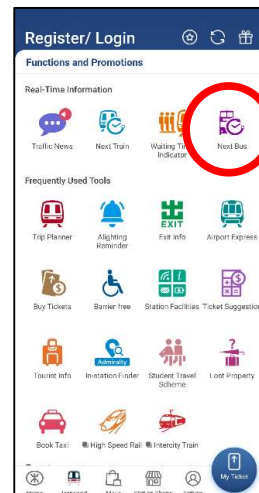 Register/ Login
Functions and Promotions
Real-Time Information
Traffic News
Next Train
Waiting Time
Indicator
Next Bus
Frequently Used Tools
EXIT
Trip Planner
Alighting
Reminder
Exit Info
Airport Express
Buy Tickets
Barrier free
Station Facilities
Ticket Suggestion
Admiralty
Tourist Info
In-station Finder
Student Travel
Scheme
Lost Property
Book Taxi
High Speed Rail
Intercity Train
My Ticket